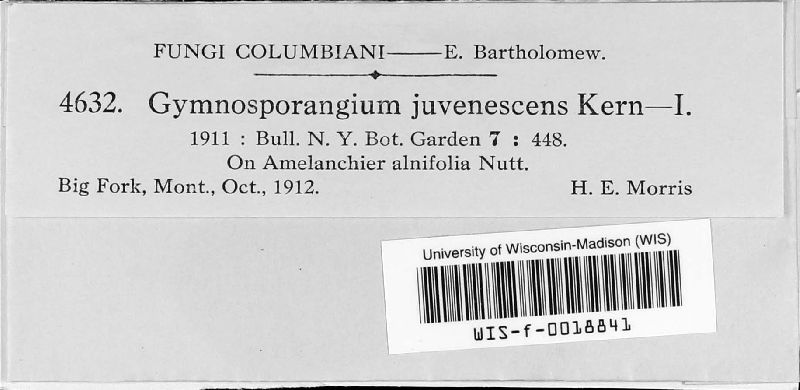 FUNGI COLUMBIANI——E. Bartholomew.
4632. Gymnosporangium juvenescens Kern—I.
1911 : Bull. N. Y. Bot. Garden 7 : 448.
On Amelanchier alnifolia Nutt.
Big Fork, Mont., Oct., 1912. H. E. Morris
University of Wisconsin-Madison (WIS)
WIS-f-0018841